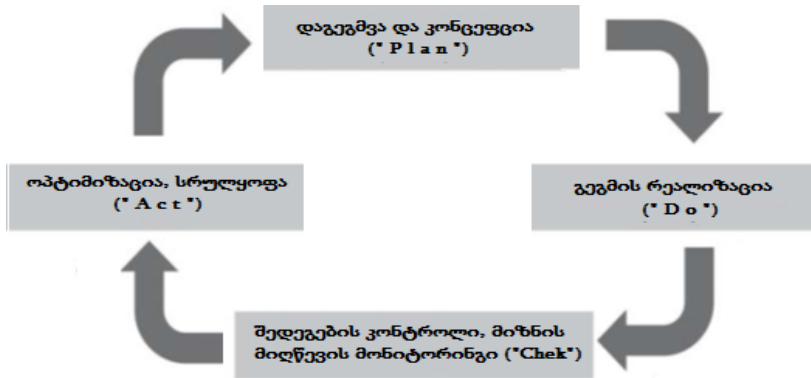 დაგეგმვა და კონცეფცია
("Plan")
ოპტიმიზაცია, სრულყოფა
("Act")
გეგმის რეალიზაცია
("Do")
შედეგების კონტროლი, მიზნის
მიღწევის მონიტორინგი ("Chek")